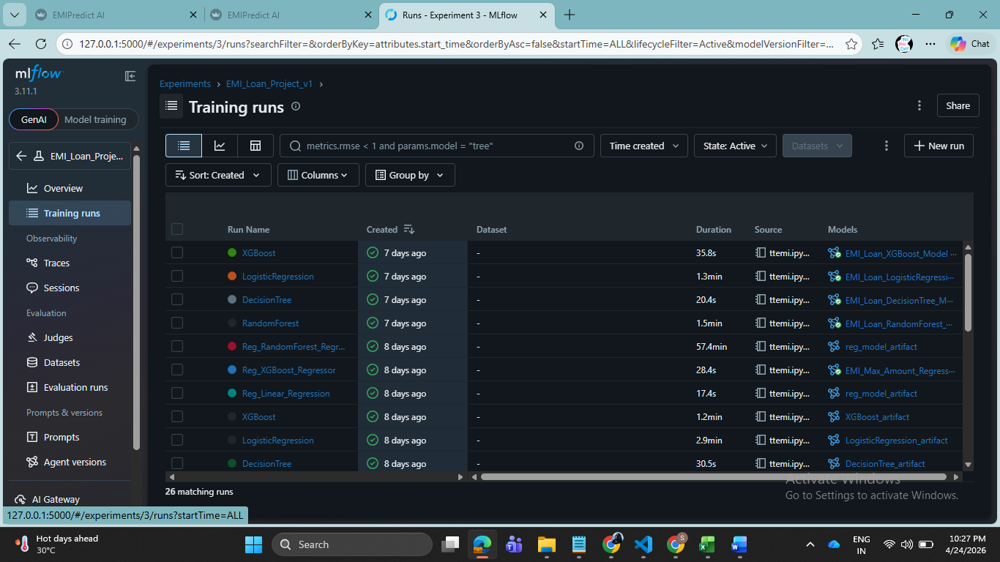 EMIPredict AI
EMIPredict AI
Runs - Experiment 3 - MLflow
127.0.0.1:5000/#/experiments/3/runs?searchFilter=&orderByKey=attributes.start_time&orderByAsc=false&startTime=ALL&lifecycleFilter=Active&modelVersionFilter=...
Chat
mlflow
3.11.1
GenAI
Model training
EMI_Loan_Proje...
Overview
Training runs
Observability
Traces
Sessions
Evaluation
Judges
Datasets
Evaluation runs
Prompts & versions
Prompts
Agent versions
AI Gateway
127.0.0.1:5000/#/experiments/3/runs?startTime=ALL
Experiments › EMI_Loan_Project_v1 ›
Training runs
Share
metrics.rmse < 1 and params.model = "tree"
Time created
State: Active
Datasets
New run
Sort: Created
Columns
Group by
Run Name Created Dataset Duration Source Models
XGBoost 7 days ago - 35.8s ttemi.ipy... EMI_Loan_XGBoost_Model ...
LogisticRegression 7 days ago - 1.3min ttemi.ipy... EMI_Loan_LogisticRegressi...
DecisionTree 7 days ago - 20.4s ttemi.ipy... EMI_Loan_DecisionTree_M...
RandomForest 7 days ago - 1.5min ttemi.ipy... EMI_Loan_RandomForest_...
Reg_RandomForest_Regr... 8 days ago - 57.4min ttemi.ipy... reg_model_artifact
Reg_XGBoost_Regressor 8 days ago - 28.4s ttemi.ipy... EMI_Max_Amount_Regress...
Reg_Linear_Regression 8 days ago - 17.4s ttemi.ipy... reg_model_artifact
XGBoost 8 days ago - 1.2min ttemi.ipy... XGBoost_artifact
LogisticRegression 8 days ago - 2.9min ttemi.ipy... LogisticRegression_artifact
DecisionTree 8 days ago - 30.5s ttemi.ipy... DecisionTree_artifact
26 matching runs
Activate Windows
Go to Settings to activate Windows.
Hot days ahead
30°C
Search
ENG
IN
10:27 PM
4/24/2026